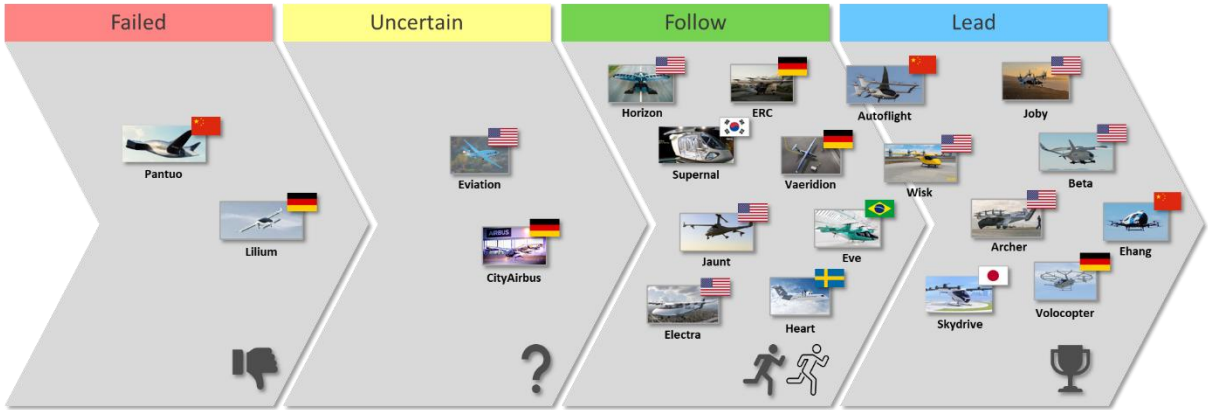 Failed
Uncertain
Follow
Lead
Pantuo
Lilium
Eviation
AIRBUS
CityAirbus
Horizon
ERC
Supernal
Vaeridion
Jaunt
Eve
Electra
Heart
Autoflight
Joby
Wisk
Beta
Archer
Ehang
Skydrive
Volocopter
?